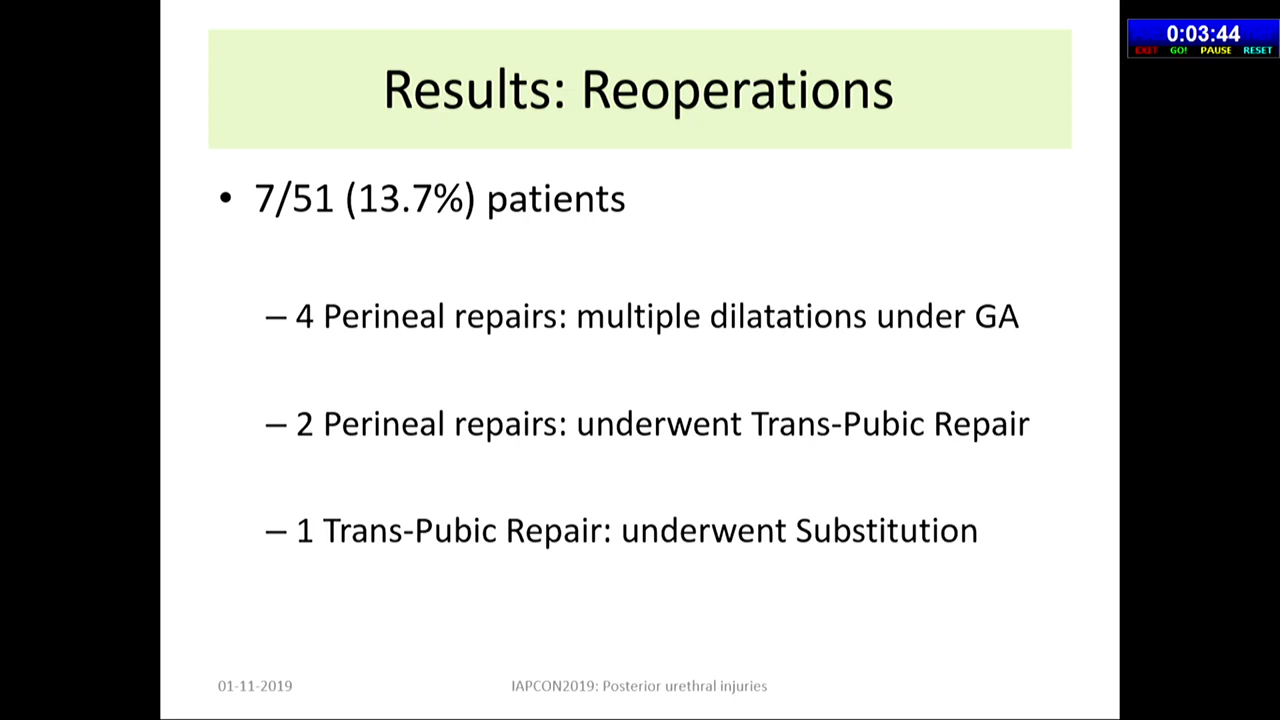 0:03:44
EXIT GO! PAUSE RESET
Results: Reoperations
• 7/51 (13.7%) patients
– 4 Perineal repairs: multiple dilatations under GA
– 2 Perineal repairs: underwent Trans-Pubic Repair
– 1 Trans-Pubic Repair: underwent Substitution
01-11-2019
IAPCON2019: Posterior urethral injuries